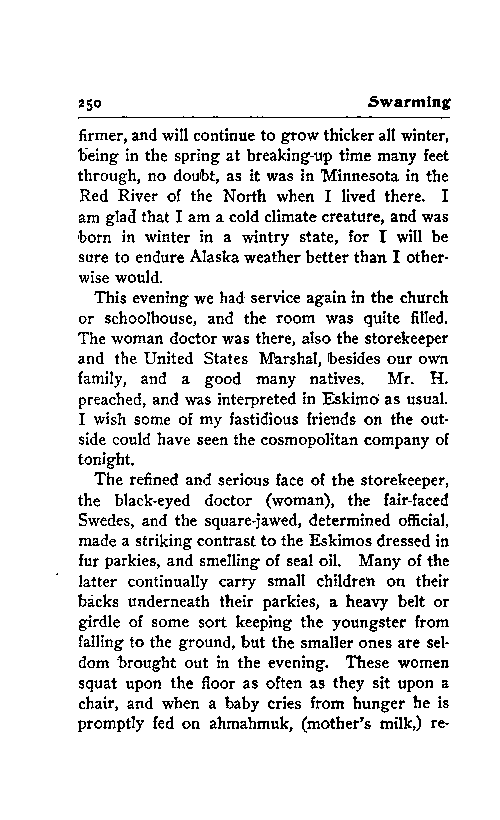 250 Swarming
firmer, and will continue to grow thicker all winter,
being in the spring at breaking-up time many feet
through, no doubt, as it was in Minnesota in the
Red River of the North when I lived there. I
am glad that I am a cold climate creature, and was
born in winter in a wintry state, for I will be
sure to endure Alaska weather better than I other-
wise would.
This evening we had service again in the church
or schoolhouse, and the room was quite filled.
The woman doctor was there, also the storekeeper
and the United States Marshal, besides our own
family, and a good many natives. Mr. H.
preached, and was interpreted in Eskimo as usual.
I wish some of my fastidious friends on the out-
side could have seen the cosmopolitan company of
tonight.
The refined and serious face of the storekeeper,
the black-eyed doctor (woman), the fair-faced
Swedes, and the square-jawed, determined official,
made a striking contrast to the Eskimos dressed in
fur parkies, and smelling of seal oil. Many of the
latter continually carry small children on their
backs underneath their parkies, a heavy belt or
girdle of some sort keeping the youngster from
falling to the ground, but the smaller ones are sel-
dom brought out in the evening. These women
squat upon the floor as often as they sit upon a
chair, and when a baby cries from hunger he is
promptly fed on ahmahmuk, (mother's milk,) re-